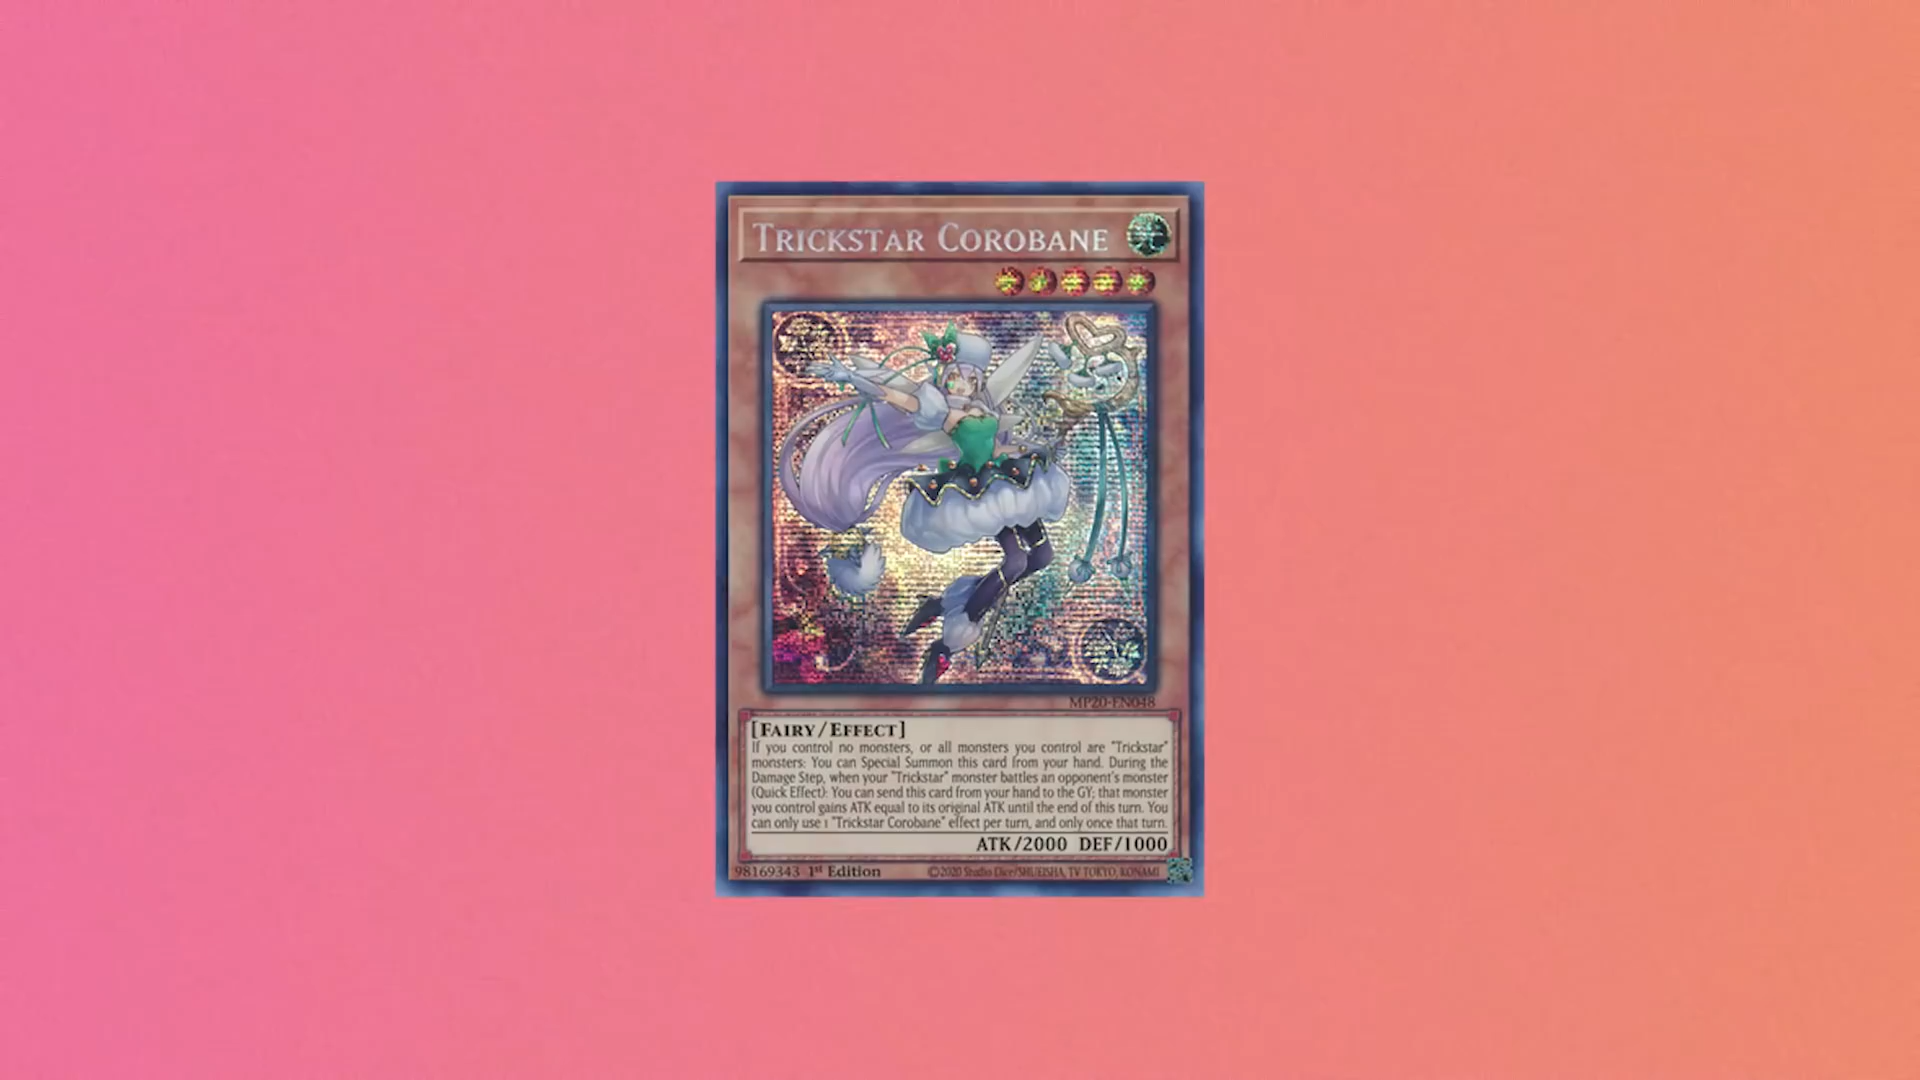 Trickstar Corobane
MP20-EN048
[Fairy/Effect]
If you control no monsters, or all monsters you control are "Trickstar"
monsters: You can Special Summon this card from your hand. During the
Damage Step, when your "Trickstar" monster battles an opponent's monster
(Quick Effect): You can send this card from your hand to the GY; that monster
you control gains ATK equal to its original ATK until the end of this turn. You
can only use 1 "Trickstar Corobane" effect per turn, and only once that turn.
ATK/2000 DEF/1000
98169343 1st Edition
©2020 Studio Dice/SHUEISHA, TV TOKYO, KONAMI